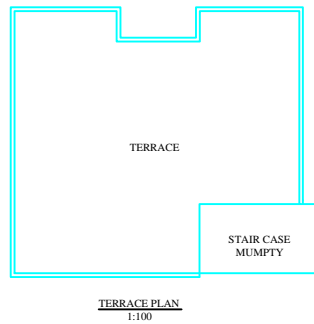 TERRACE
STAIR CASE
MUMPTY
TERRACE PLAN
1:100